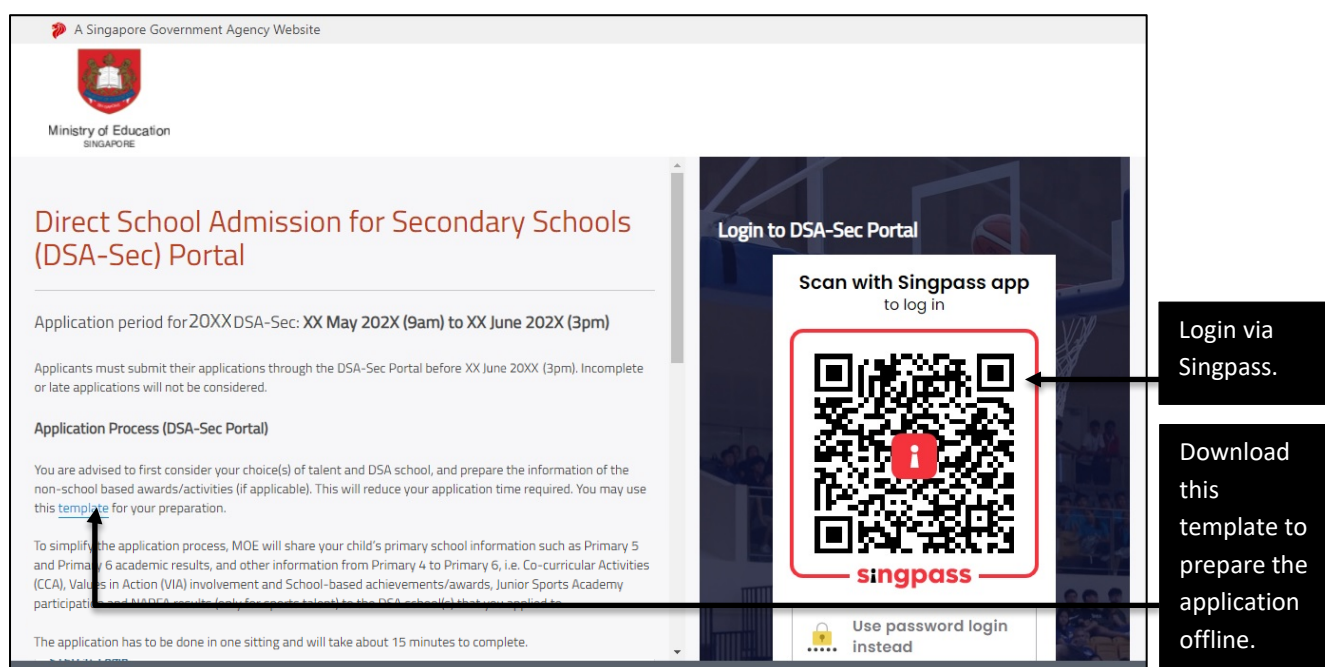 A Singapore Government Agency Website
Ministry of Education
SINGAPORE
Direct School Admission for Secondary Schools
(DSA-Sec) Portal
Application period for 20XX DSA-Sec: XX May 202X (9am) to XX June 202X (3pm)
Applicants must submit their applications through the DSA-Sec Portal before XX June 20XX (3pm). Incomplete
or late applications will not be considered.
Application Process (DSA-Sec Portal)
You are advised to first consider your choice(s) of talent and DSA school, and prepare the information of the
non-school based awards/activities (if applicable). This will reduce your application time required. You may use
this template for your preparation.
To simplify the application process, MOE will share your child's primary school information such as Primary 5
and Primary 6 academic results, and other information from Primary 4 to Primary 6, i.e. Co-curricular Activities
(CCA), Values in Action (VIA) involvement and School-based achievements/awards, Junior Sports Academy
participation and NAPFA results (only for sports talent) to the DSA school(s) that you applied to.
The application has to be done in one sitting and will take about 15 minutes to complete.
Login to DSA-Sec Portal
Scan with Singpass app
to log in
singpass
Use password login
instead
Login via
Singpass.
Download
this
template to
prepare the
application
offline.